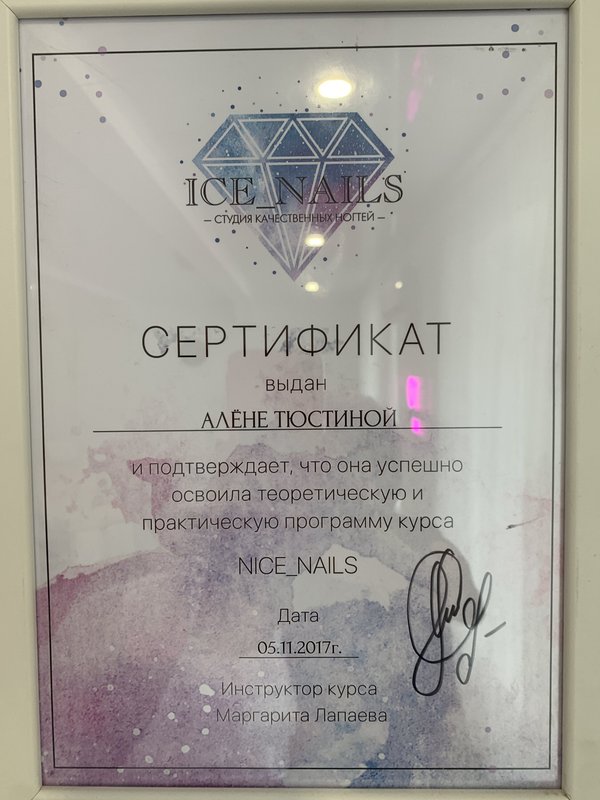 ICE_NAILS
— СТУДИЯ КАЧЕСТВЕННЫХ НОГТЕЙ —
СЕРТИФИКАТ
выдан
АЛЁНЕ ТЮСТИНОЙ
и подтверждает, что она успешно
освоила теоретическую и
практическую программу курса
NICE_NAILS
Дата
05.11.2017г.
Инструктор курса
Маргарита Лапаева